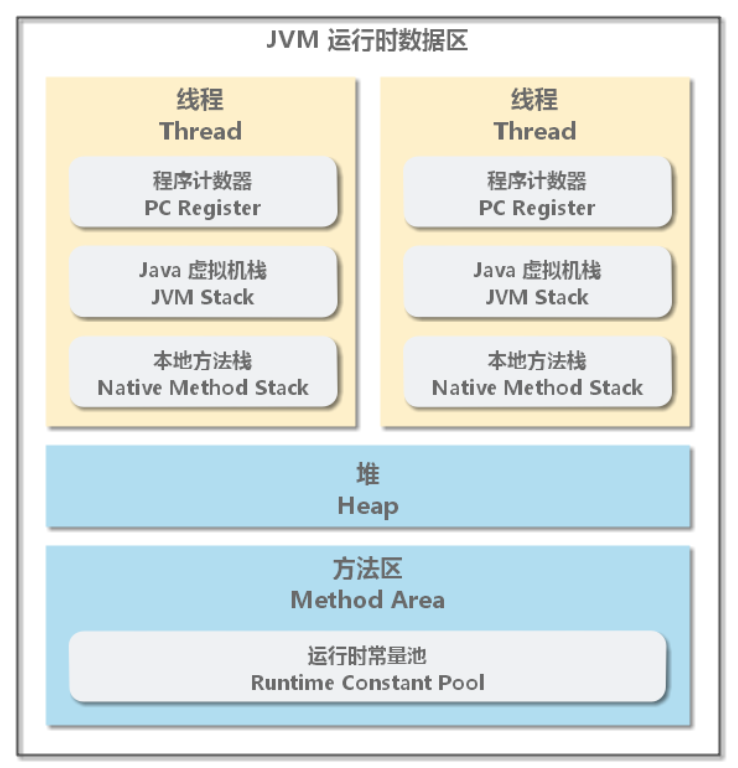 JVM 运行时数据区
线程
Thread
程序计数器
PC Register
Java 虚拟机栈
JVM Stack
本地方法栈
Native Method Stack
线程
Thread
程序计数器
PC Register
Java 虚拟机栈
JVM Stack
本地方法栈
Native Method Stack
堆
Heap
方法区
Method Area
运行时常量池
Runtime Constant Pool